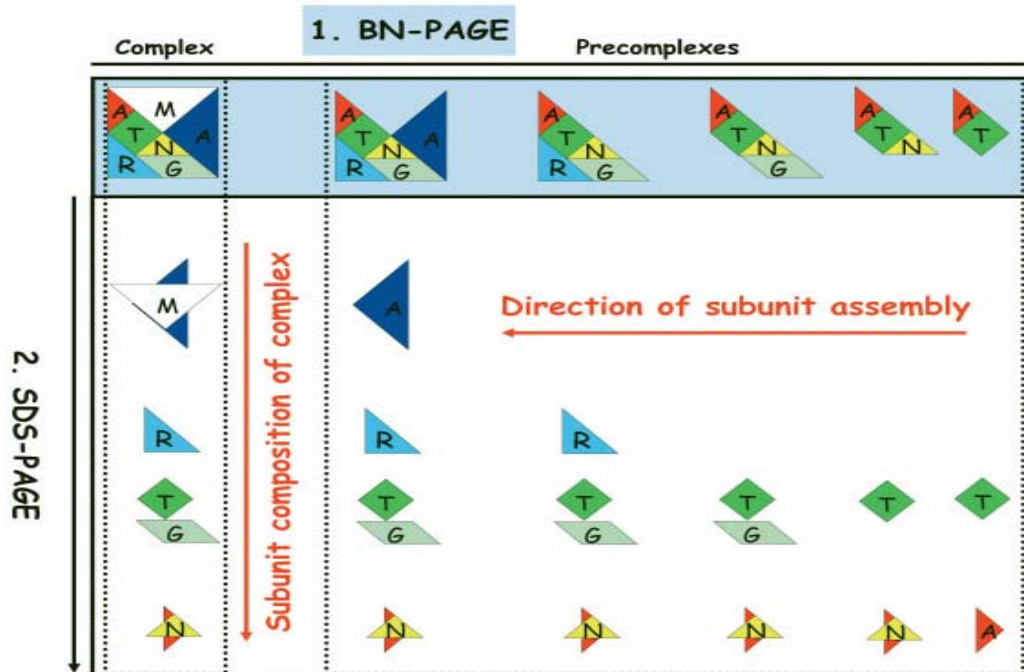 1. BN-PAGE
Complex
Precomplexes
A M T A N R G
A T A N R G
A T N R G
A T N G
A T N
A T
M
A
R
R
R
T
T
T
T
T
T
G
G
G
G
N
N
N
N
N
A
Direction of subunit assembly
Subunit composition of complex
2. SDS-PAGE